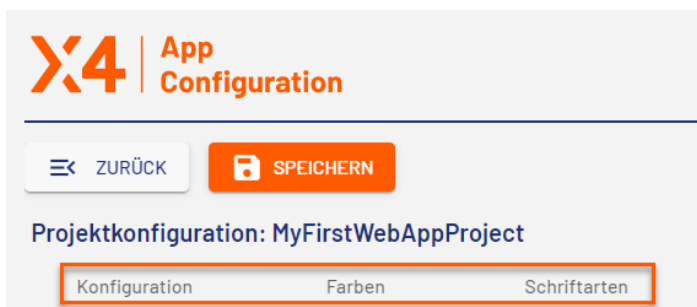 X4 App
Configuration
ZURÜCK SPEICHERN
Projektkonfiguration: MyFirstWebAppProject
Konfiguration Farben Schriftarten